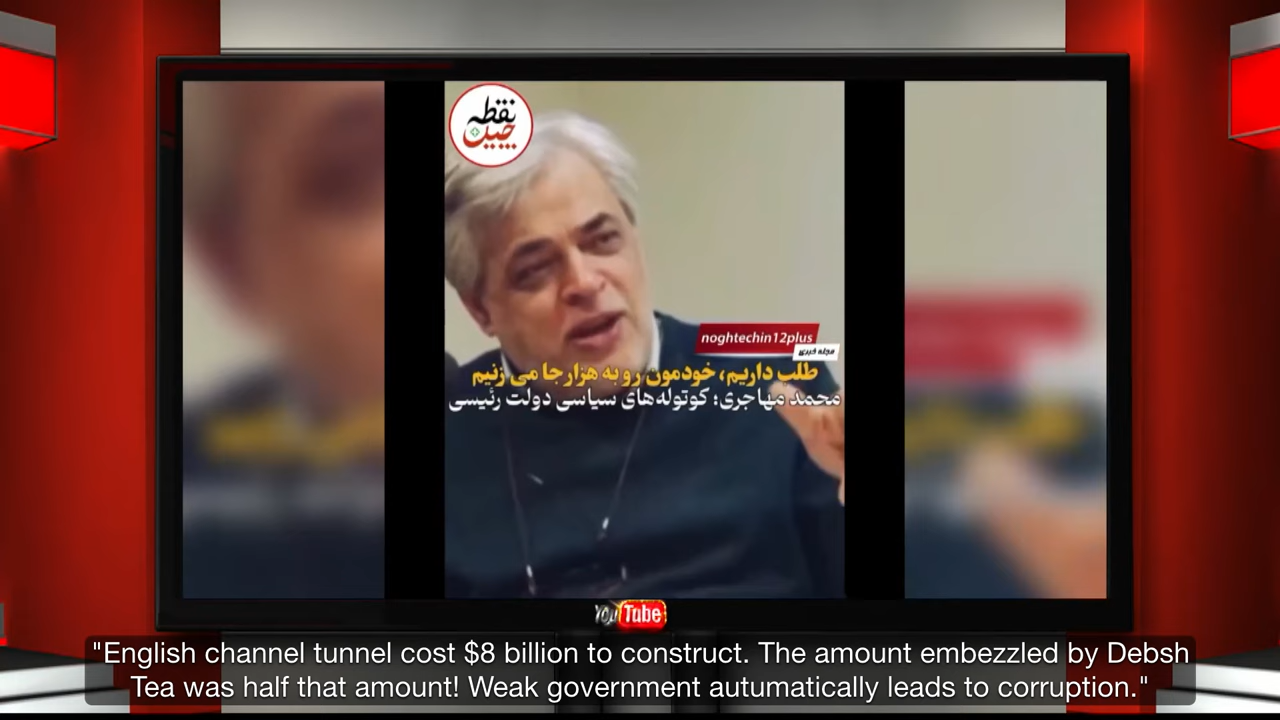 نقطه
چین
noghtechin12plus
مجله خبری
طلب داریم، خودمون رو به هزارجا می زنیم
محمد مهاجری؛ کوتوله‌های سیاسی دولت رئیسی
YouTube
"English channel tunnel cost $8 billion to construct. The amount embezzled by Debsh
Tea was half that amount! Weak government autumatically leads to corruption."